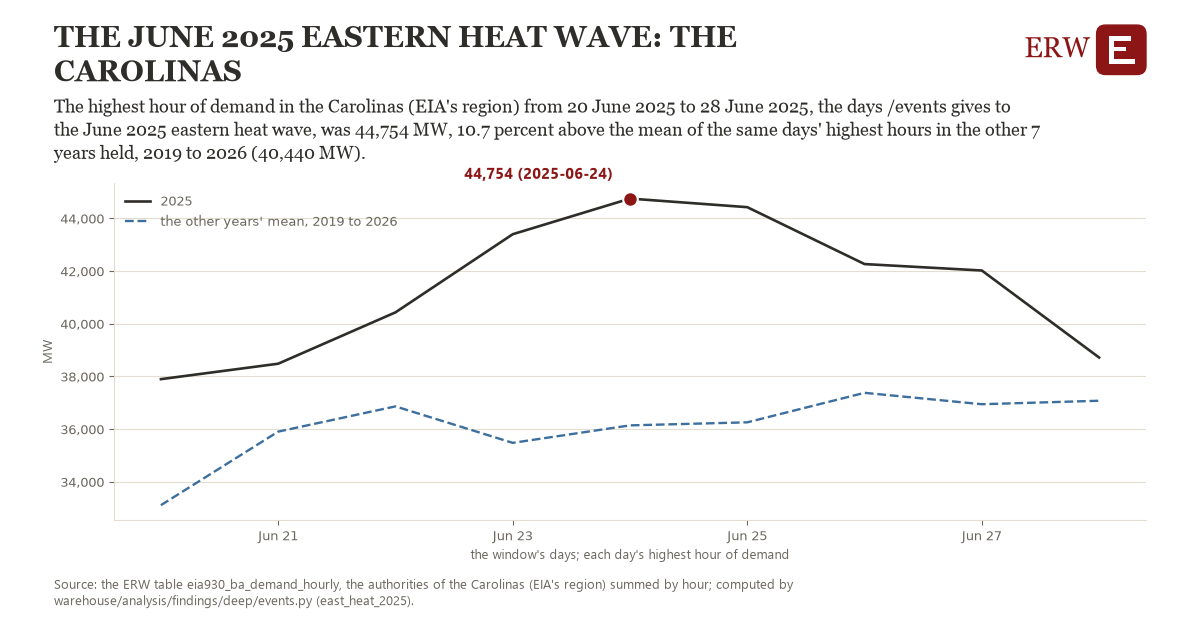 THE JUNE 2025 EASTERN HEAT WAVE: THE
CAROLINAS
ERW E
The highest hour of demand in the Carolinas (EIA's region) from 20 June 2025 to 28 June 2025, the days /events gives to
the June 2025 eastern heat wave, was 44,754 MW, 10.7 percent above the mean of the same days' highest hours in the other 7
years held, 2019 to 2026 (40,440 MW).
44,754 (2025-06-24)
2025
the other years' mean, 2019 to 2026
44,000
42,000
40,000
38,000
36,000
34,000
MW
Jun 21
Jun 23
Jun 25
Jun 27
the window's days; each day's highest hour of demand
Source: the ERW table eia930_ba_demand_hourly, the authorities of the Carolinas (EIA's region) summed by hour; computed by
warehouse/analysis/findings/deep/events.py (east_heat_2025).